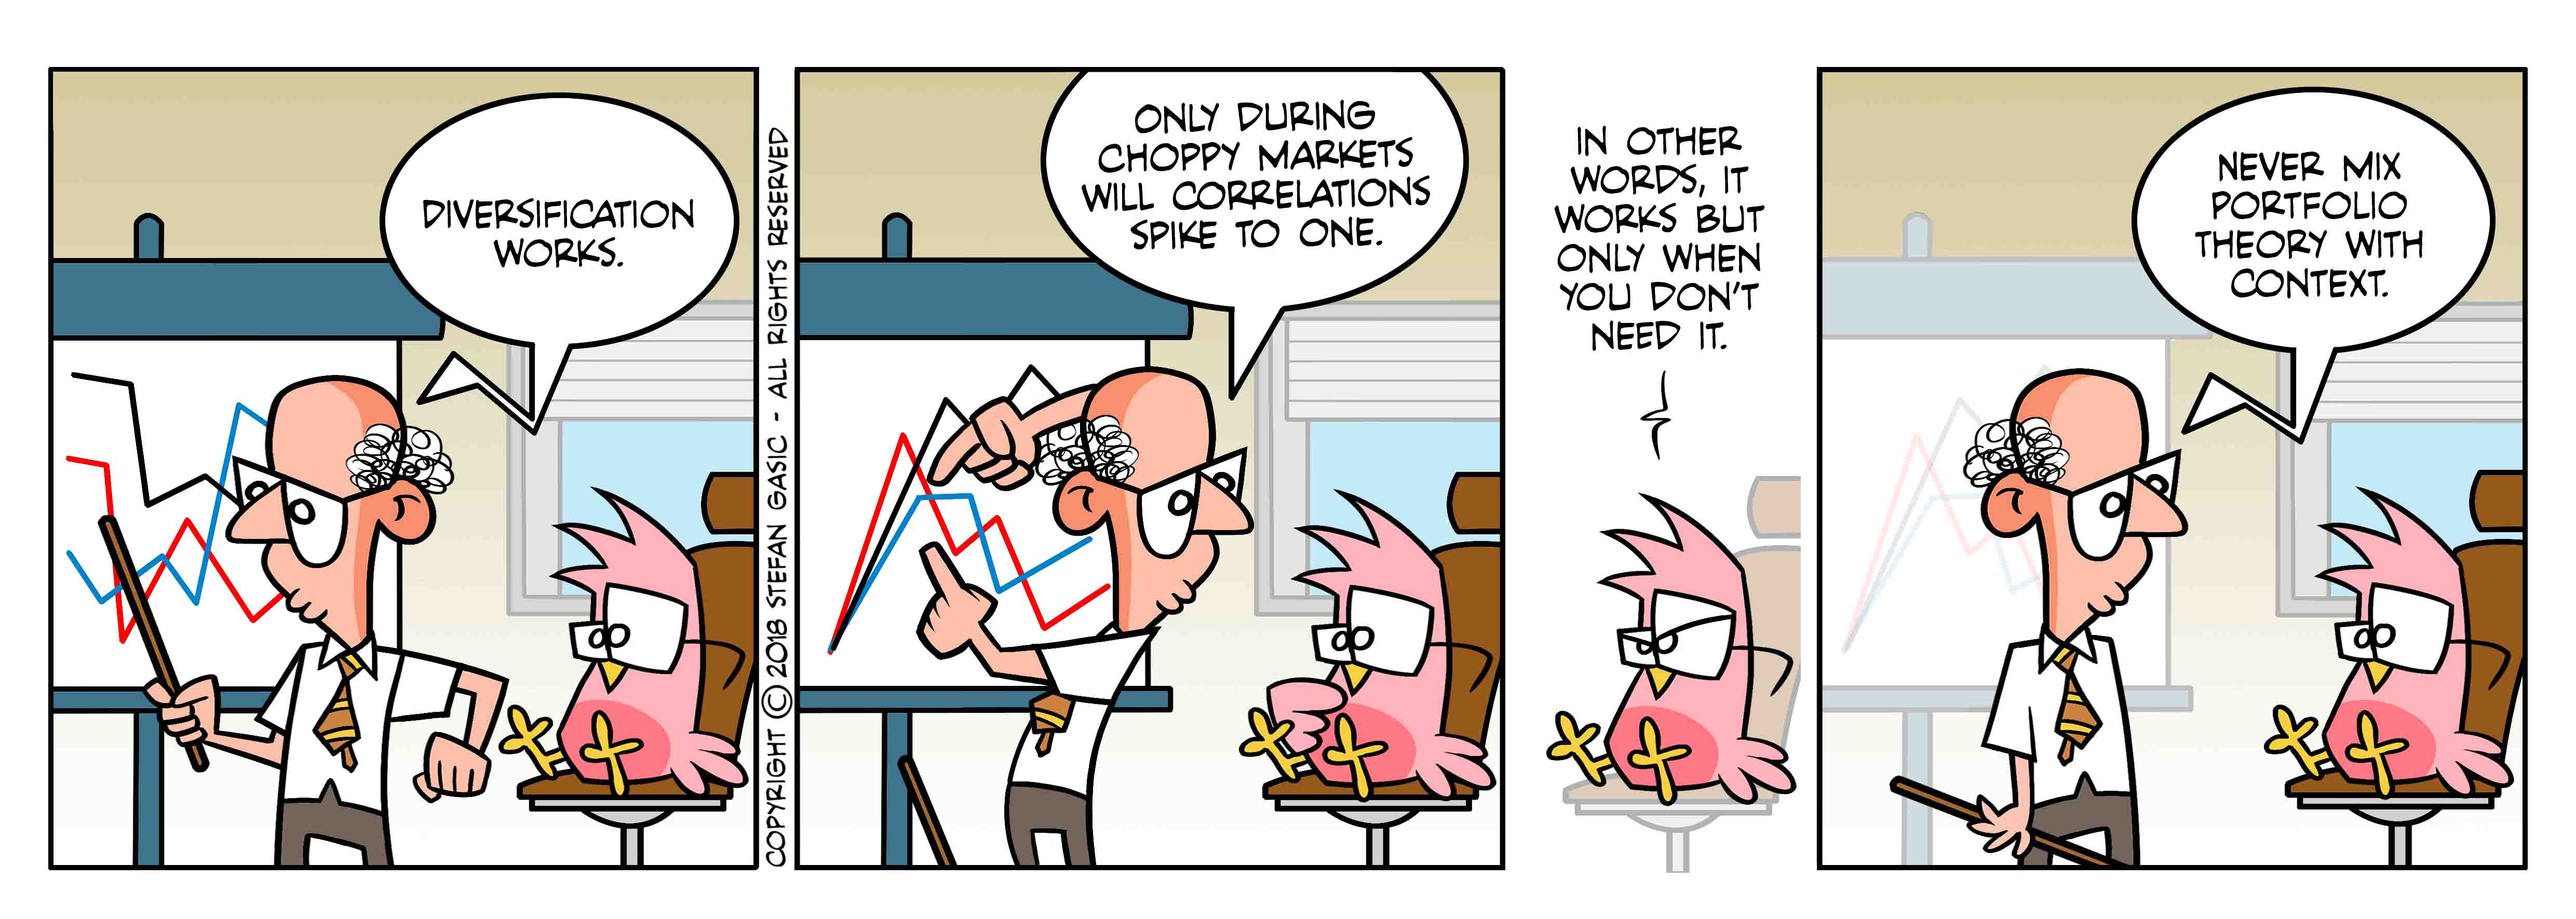 DIVERSIFICATION
WORKS.
COPYRIGHT © 2018 STEFAN GASIC - ALL RIGHTS RESERVED
ONLY DURING
CHOPPY MARKETS
WILL CORRELATIONS
SPIKE TO ONE.
IN OTHER
WORDS, IT
WORKS BUT
ONLY WHEN
YOU DON'T
NEED IT.
NEVER MIX
PORTFOLIO
THEORY WITH
CONTEXT.